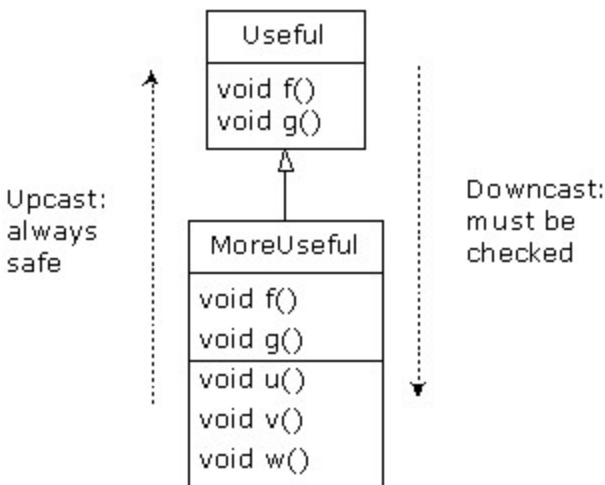 Useful
void f()
void g()
Upcast:
always
safe
Downcast:
must be
checked
MoreUseful
void f()
void g()
void u()
void v()
void w()